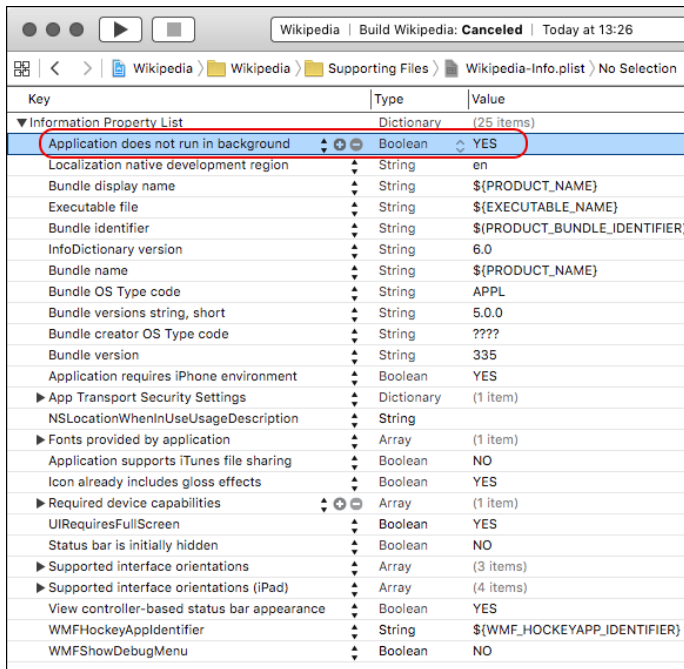 Wikipedia | Build Wikipedia: Canceled | Today at 13:26
Wikipedia Wikipedia Supporting Files Wikipedia-Info.plist No Selection
Key Type Value
Information Property List Dictionary (25 items)
Application does not run in background Boolean YES
Localization native development region String en
Bundle display name String ${PRODUCT_NAME}
Executable file String ${EXECUTABLE_NAME}
Bundle identifier String $(PRODUCT_BUNDLE_IDENTIFIER)
InfoDictionary version String 6.0
Bundle name String ${PRODUCT_NAME}
Bundle OS Type code String APPL
Bundle versions string, short String 5.0.0
Bundle creator OS Type code String ????
Bundle version String 335
Application requires iPhone environment Boolean YES
App Transport Security Settings Dictionary (1 item)
NSLocationWhenInUseUsageDescription String
Fonts provided by application Array (1 item)
Application supports iTunes file sharing Boolean NO
Icon already includes gloss effects Boolean YES
Required device capabilities Array (1 item)
UIRequiresFullScreen Boolean YES
Status bar is initially hidden Boolean NO
Supported interface orientations Array (3 items)
Supported interface orientations (iPad) Array (4 items)
View controller-based status bar appearance Boolean YES
WMFHockeyAppIdentifier String ${WMF_HOCKEYAPP_IDENTIFIER}
WMFShowDebugMenu Boolean NO